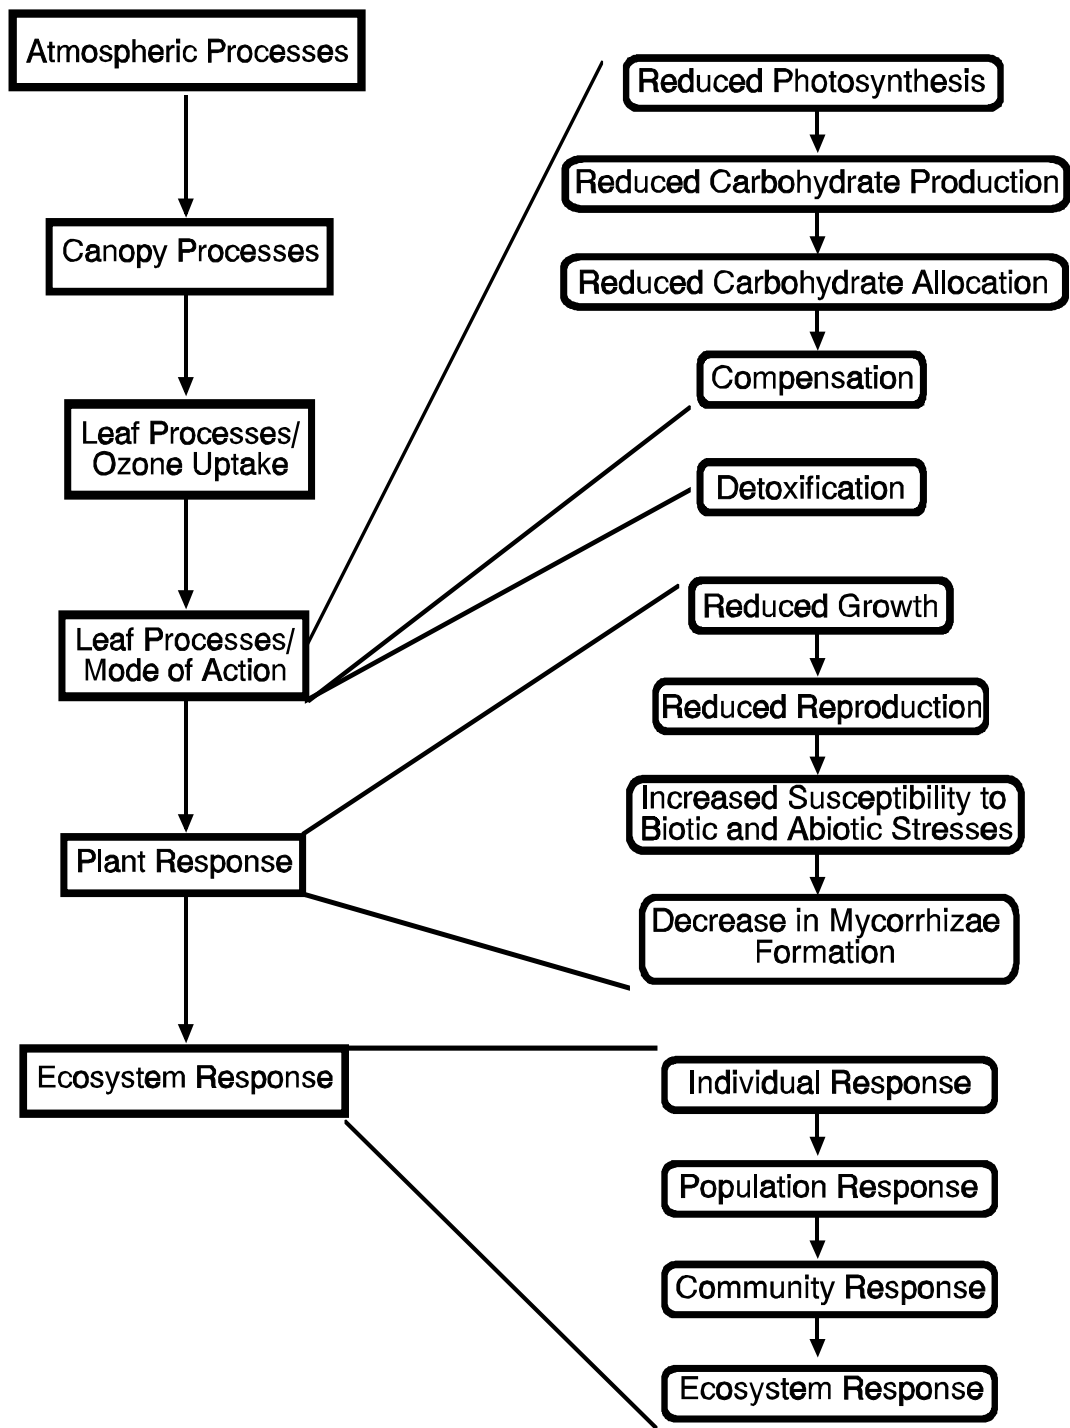 Atmospheric Processes
Canopy Processes
Leaf Processes/
Ozone Uptake
Leaf Processes/
Mode of Action
Plant Response
Ecosystem Response
Reduced Photosynthesis
Reduced Carbohydrate Production
Reduced Carbohydrate Allocation
Compensation
Detoxification
Reduced Growth
Reduced Reproduction
Increased Susceptibility to
Biotic and Abiotic Stresses
Decrease in Mycorrhizae
Formation
Individual Response
Population Response
Community Response
Ecosystem Response